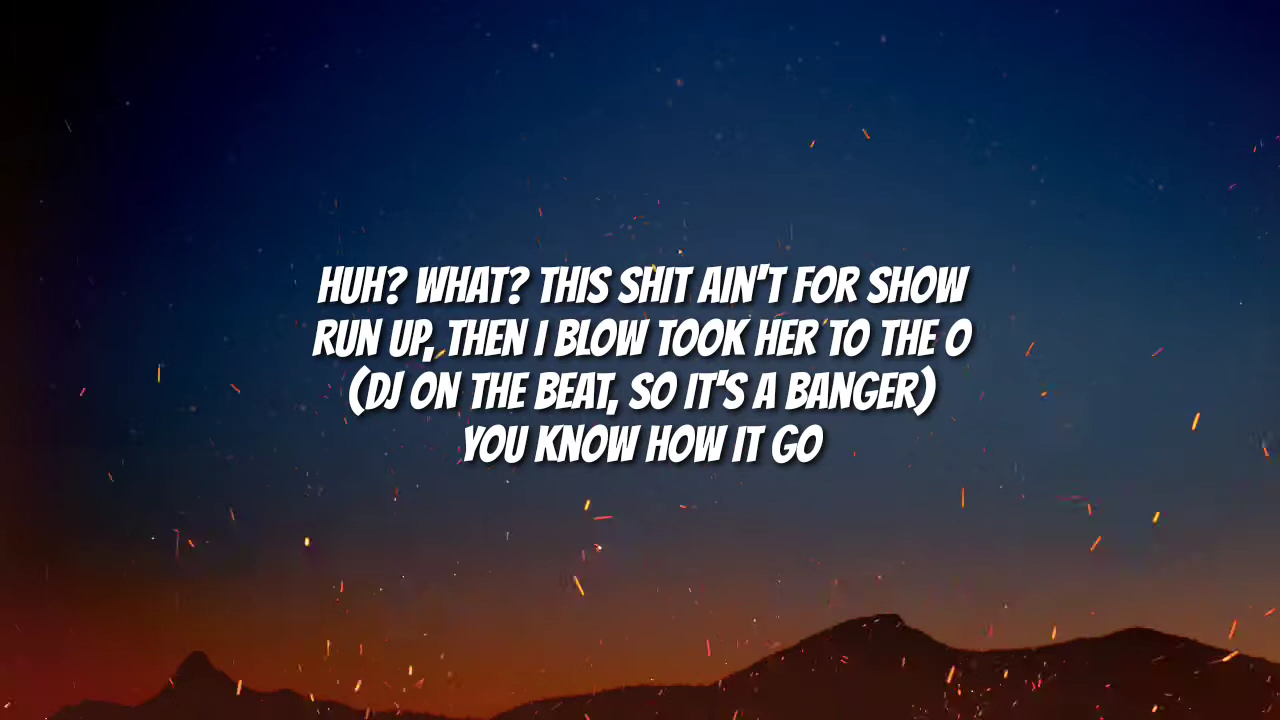 HUH? WHAT? THIS SHIT AIN'T FOR SHOW
RUN UP, THEN I BLOW TOOK HER TO THE O
(DJ ON THE BEAT, SO IT'S A BANGER)
YOU KNOW HOW IT GO